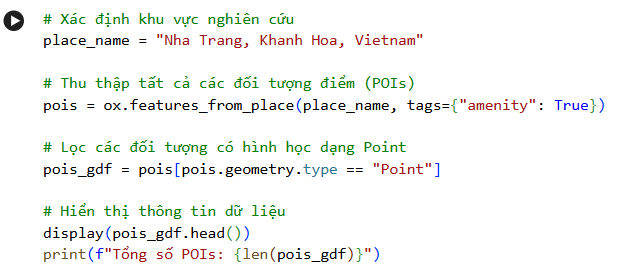 # Xác định khu vực nghiên cứu
place_name = "Nha Trang, Khanh Hoa, Vietnam"
# Thu thập tất cả các đối tượng điểm (POIs)
pois = ox.features_from_place(place_name, tags={"amenity": True})
# Lọc các đối tượng có hình học dạng Point
pois_gdf = pois[pois.geometry.type == "Point"]
# Hiển thị thông tin dữ liệu
display(pois_gdf.head())
print(f"Tổng số POIs: {len(pois_gdf)}")